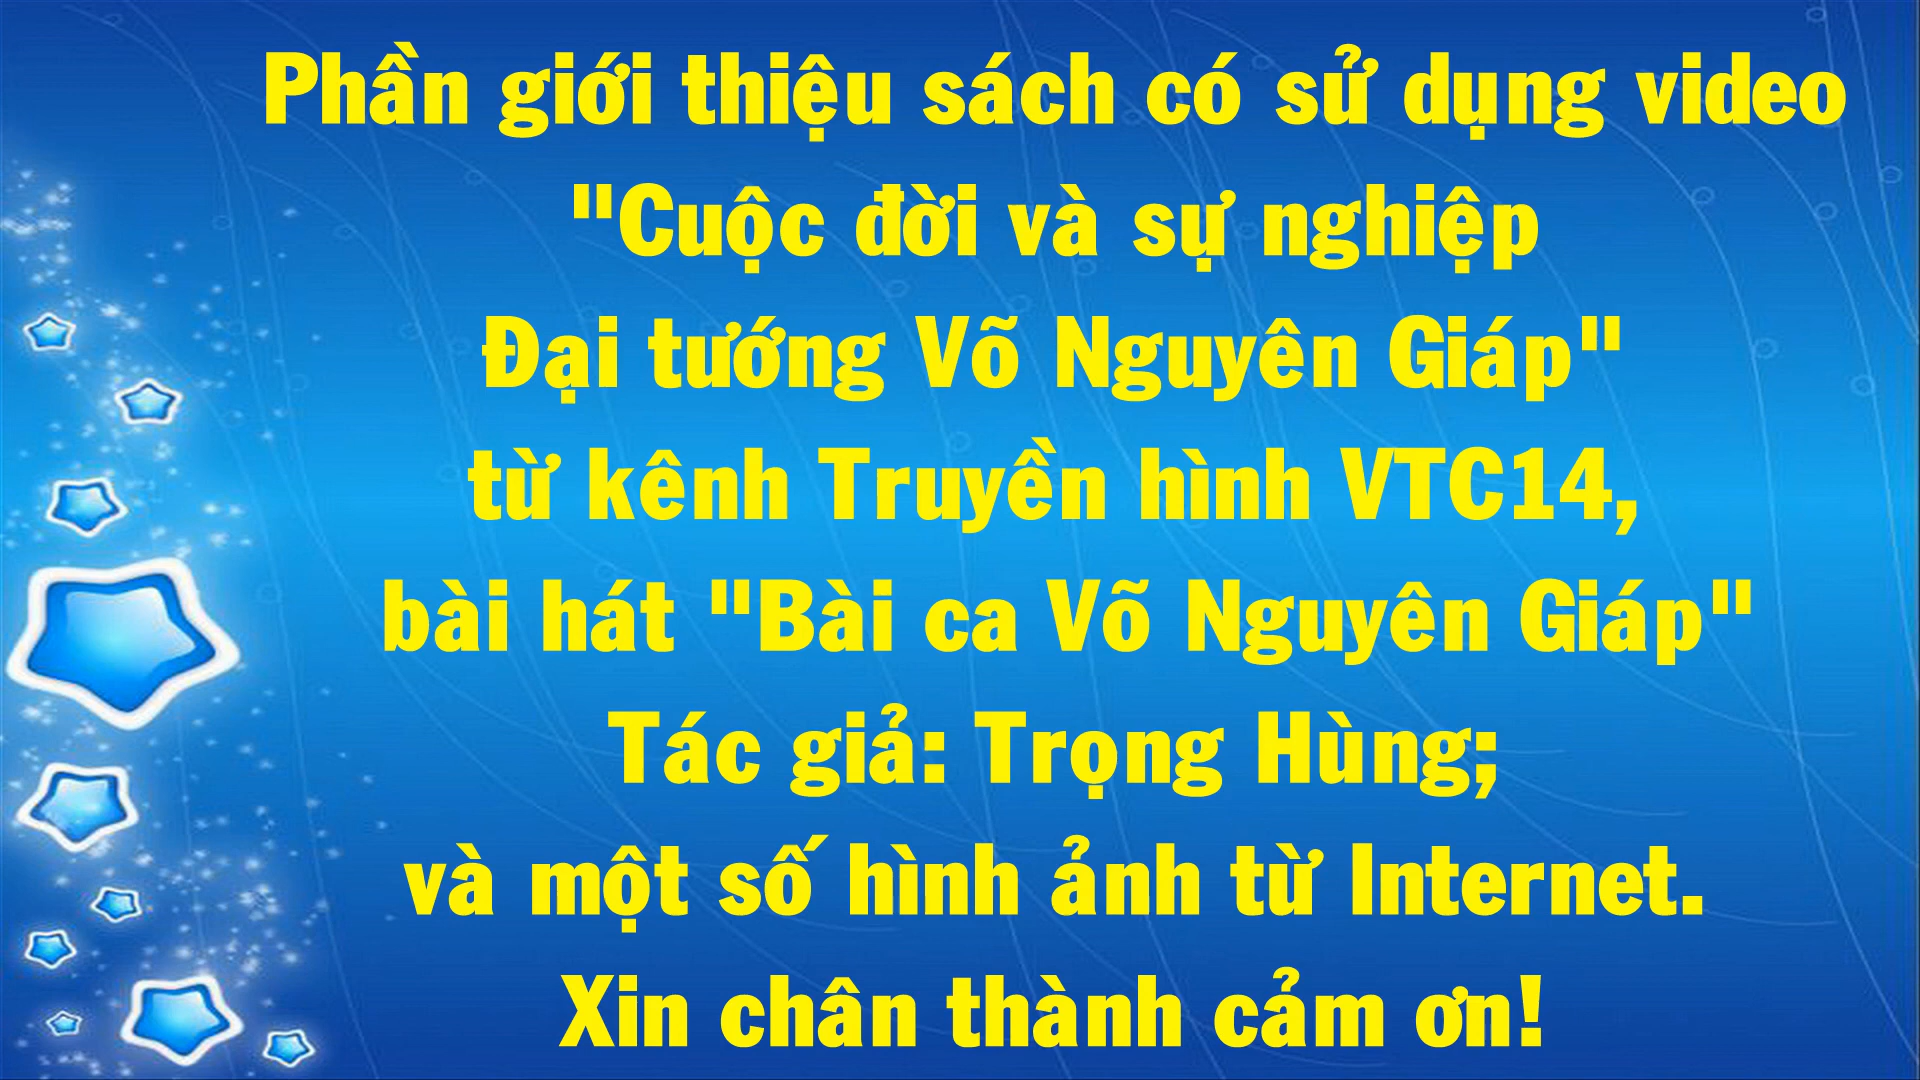 Phần giới thiệu sách có sử dụng video
"Cuộc đời và sự nghiệp
Đại tướng Võ Nguyên Giáp"
từ kênh Truyền hình VTC14,
bài hát "Bài ca Võ Nguyên Giáp"
Tác giả: Trọng Hùng;
và một số hình ảnh từ Internet.
Xin chân thành cảm ơn!